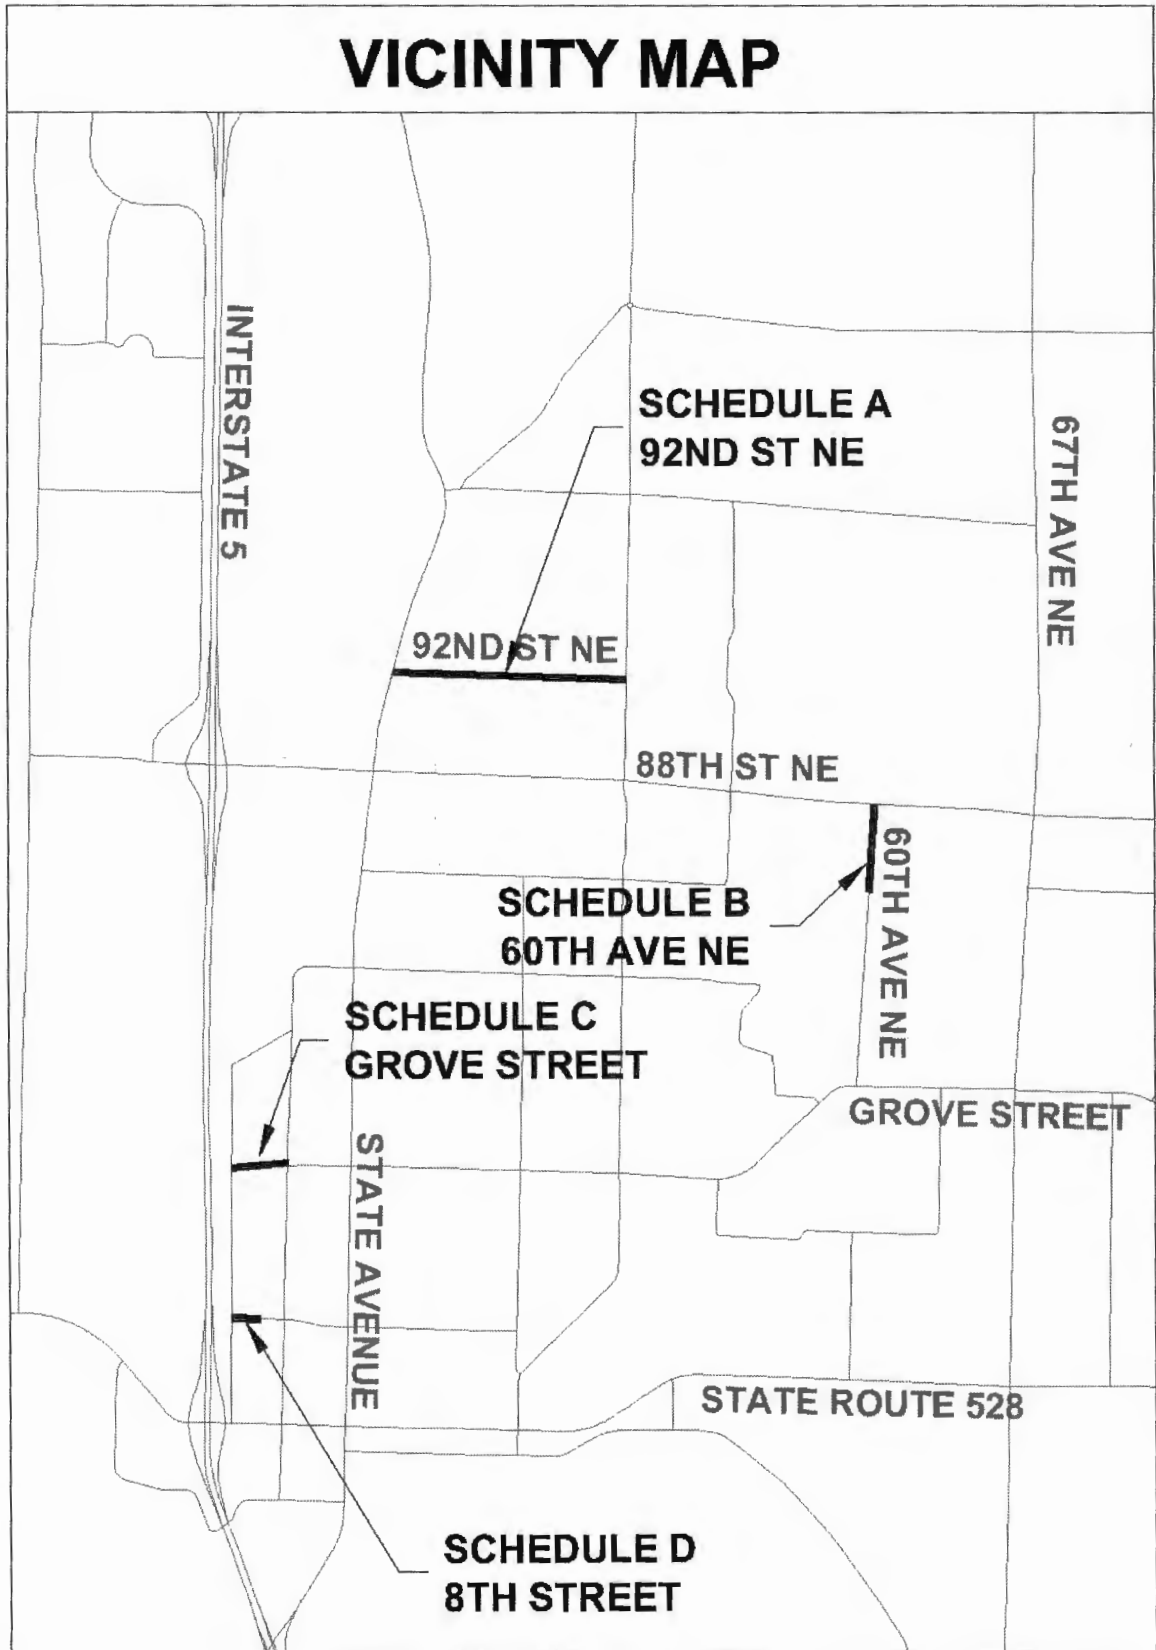 VICINITY MAP
INTERSTATE 5
SCHEDULE A
92ND ST NE
67TH AVE NE
92ND ST NE
88TH ST NE
60TH AVE NE
SCHEDULE B
60TH AVE NE
SCHEDULE C
GROVE STREET
GROVE STREET
STATE AVENUE
STATE ROUTE 528
SCHEDULE D
8TH STREET